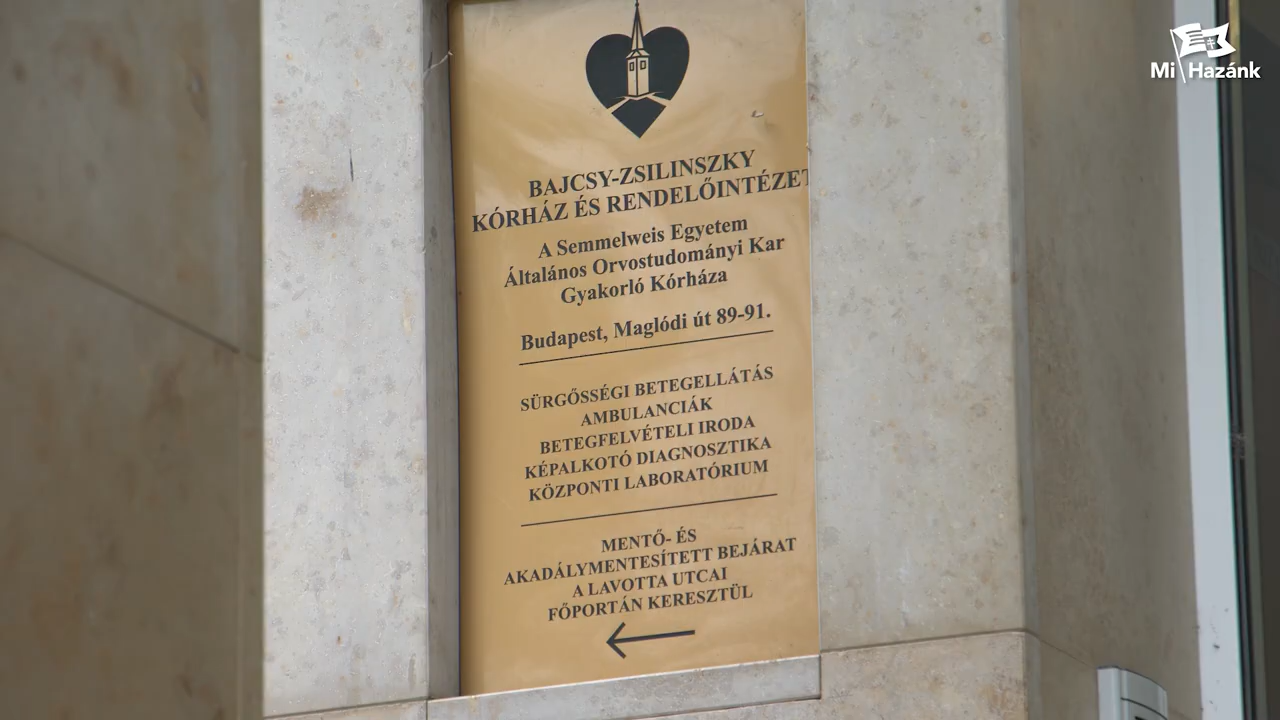 Mi Hazánk
BAJCSY-ZSILINSZKY
KÓRHÁZ ÉS RENDELŐINTÉZET
A Semmelweis Egyetem
Általános Orvostudományi Kar
Gyakorló Kórháza
Budapest, Maglódi út 89-91.
SÜRGŐSSÉGI BETEGELLÁTÁS
AMBULANCIÁK
BETEGFELVÉTELI IRODA
KÉPALKOTÓ DIAGNOSZTIKA
KÖZPONTI LABORATÓRIUM
MENTŐ- ÉS
AKADÁLYMENTESÍTETT BEJÁRAT
A LAVOTTA UTCAI
FŐPORTÁN KERESZTÜL